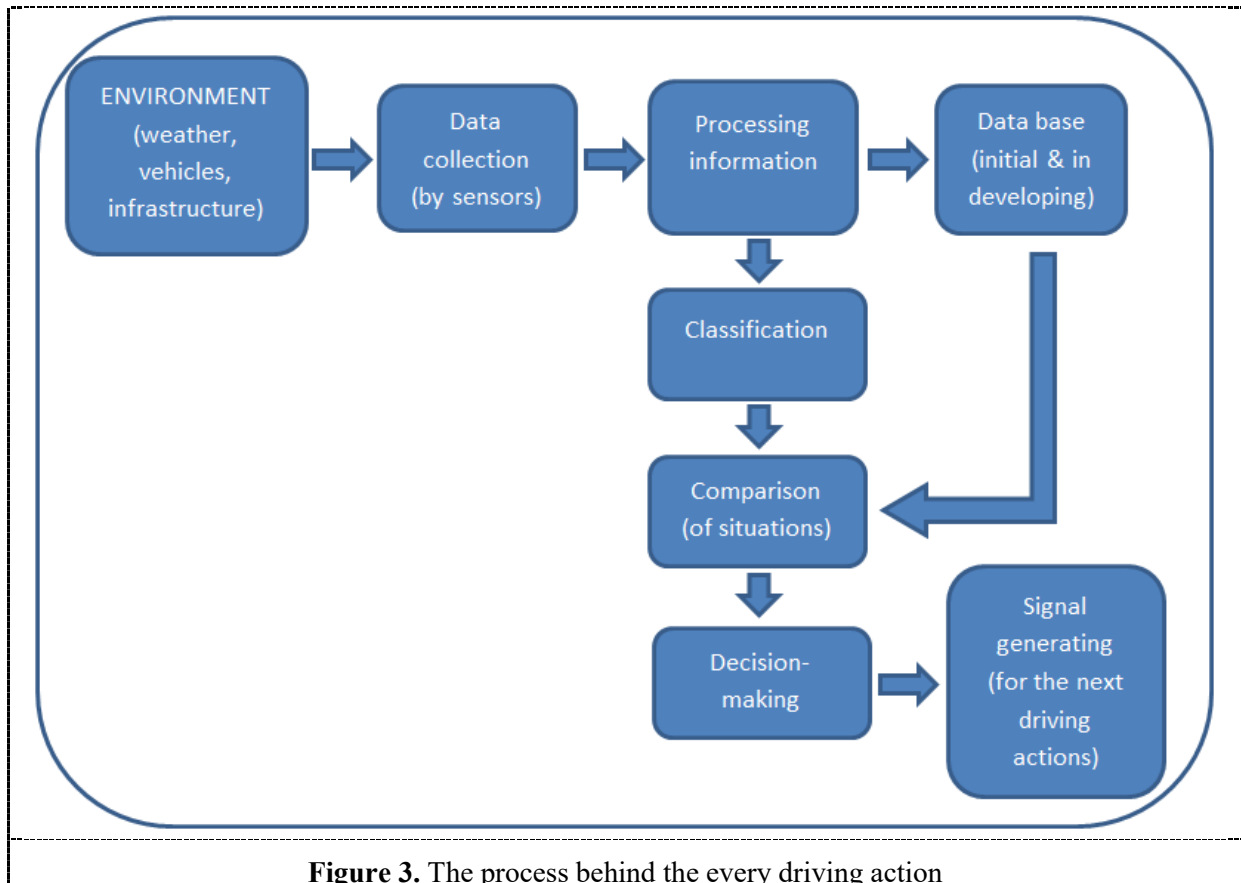 ENVIRONMENT
(weather,
vehicles,
infrastructure)
Data
collection
(by sensors)
Processing
information
Data base
(initial & in
developing)
Classification
Comparison
(of situations)
Decision-
making
Signal
generating
(for the next
driving
actions)
Figure 3. The process behind the every driving action